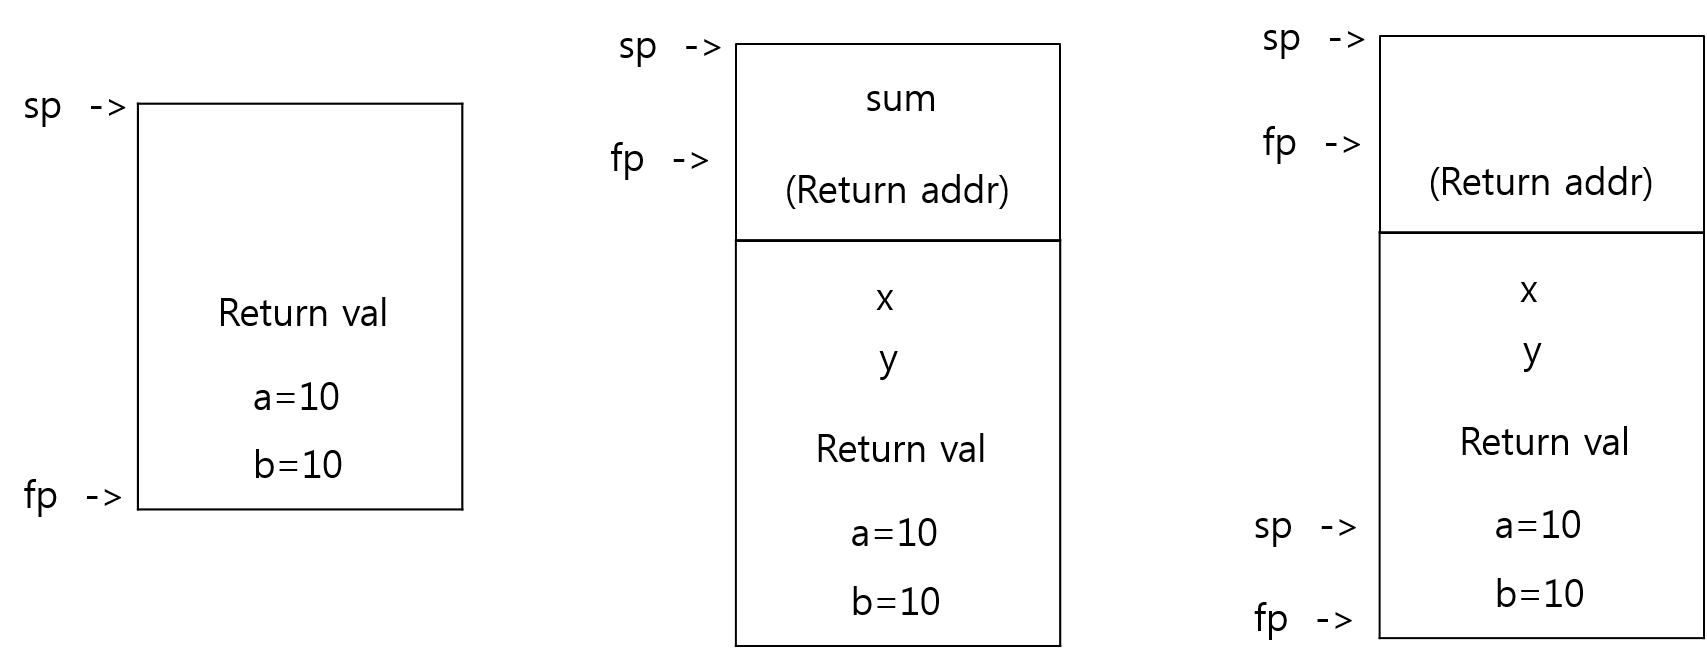 sp ->
Return val
a=10
b=10
fp ->
sp ->
sum
fp ->
(Return addr)
x
y
Return val
a=10
b=10
sp ->
fp ->
(Return addr)
x
y
Return val
sp -> a=10
b=10
fp ->